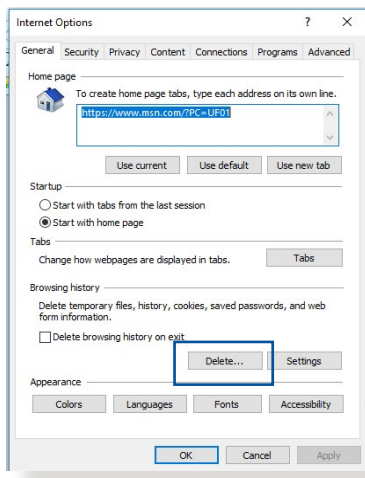 Internet Options ? X
General Security Privacy Content Connections Programs Advanced
Home page
To create home page tabs, type each address on its own line.
https://www.msn.com/?PC=UF01
Use current Use default Use new tab
Startup
Start with tabs from the last session
Start with home page
Tabs
Change how webpages are displayed in tabs. Tabs
Browsing history
Delete temporary files, history, cookies, saved passwords, and web
form information.
Delete browsing history on exit
Delete... Settings
Appearance
Colors Languages Fonts Accessibility
OK Cancel Apply